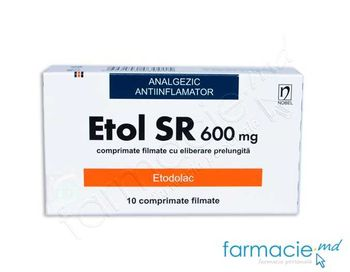 ANALGEZIC
ANTIINFLAMATOR
NOBEL
Etol SR 600 mg
comprimate filmate cu eliberare prelungită
Etodolac
10 comprimate filmate
farmacie.md